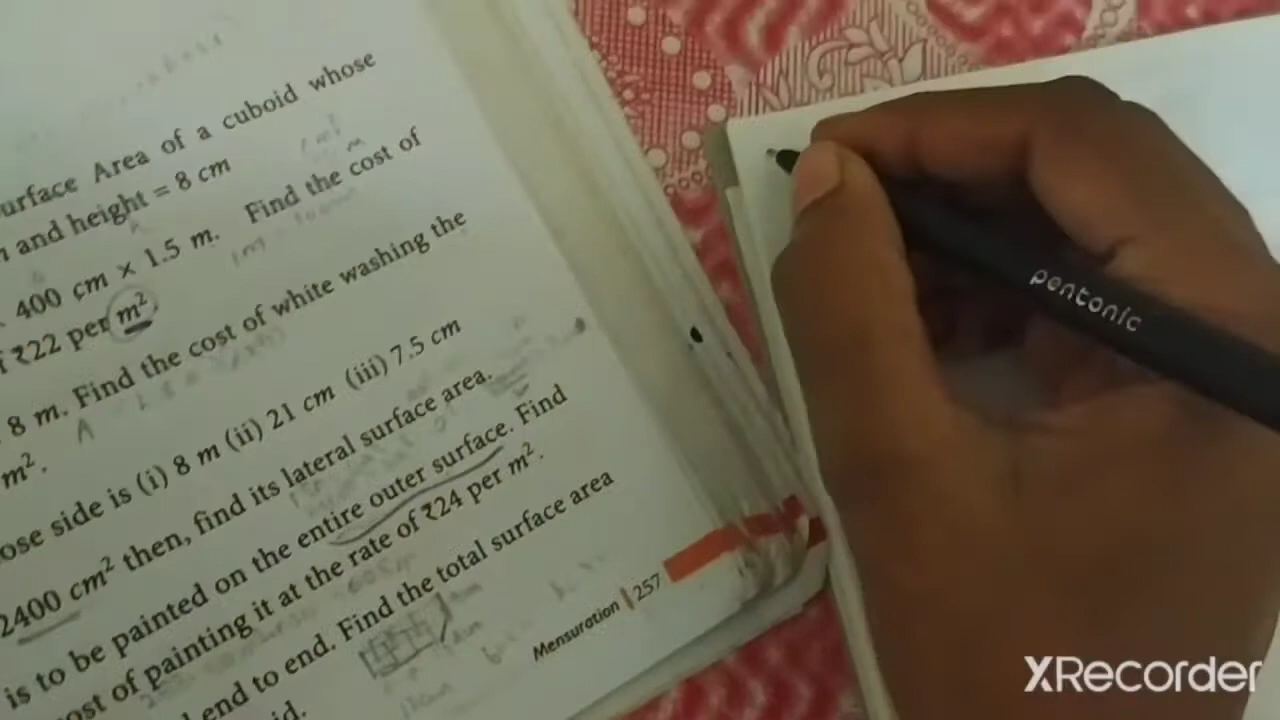 urface Area of a cuboid whose
and height = 8 cm
400 cm × 1.5 m. Find the cost of
₹22 per m²
8 m. Find the cost of white washing the
m².
ose side is (i) 8 m (ii) 21 cm (iii) 7.5 cm
2400 cm² then, find its lateral surface area.
is to be painted on the entire outer surface. Find
ost of painting it at the rate of ₹24 per m².
end to end. Find the total surface area
id.
Mensuration | 257
pentonic
XRecorder